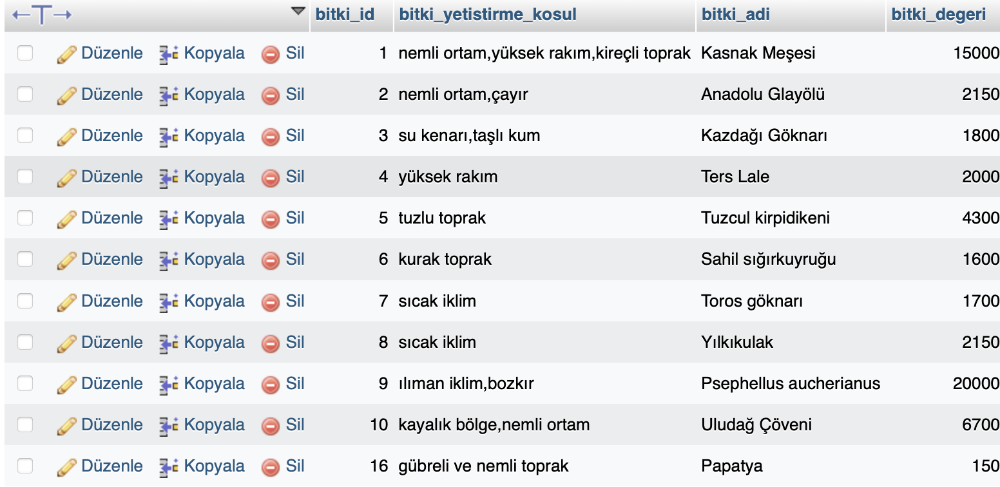 bitki_id bitki_yetistirme_kosul bitki_adi bitki_degeri
Düzenle Kopyala Sil 1 nemli ortam,yüksek rakım,kireçli toprak Kasnak Meşesi 15000
Düzenle Kopyala Sil 2 nemli ortam,çayır Anadolu Glayölü 2150
Düzenle Kopyala Sil 3 su kenarı,taşlı kum Kazdağı Göknarı 1800
Düzenle Kopyala Sil 4 yüksek rakım Ters Lale 2000
Düzenle Kopyala Sil 5 tuzlu toprak Tuzcul kirpidikeni 4300
Düzenle Kopyala Sil 6 kurak toprak Sahil sığırkuyruğu 1600
Düzenle Kopyala Sil 7 sıcak iklim Toros göknarı 1700
Düzenle Kopyala Sil 8 sıcak iklim Yılkıkulak 2150
Düzenle Kopyala Sil 9 ılıman iklim,bozkır Psephellus aucherianus 20000
Düzenle Kopyala Sil 10 kayalık bölge,nemli ortam Uludağ Çöveni 6700
Düzenle Kopyala Sil 16 gübreli ve nemli toprak Papatya 150